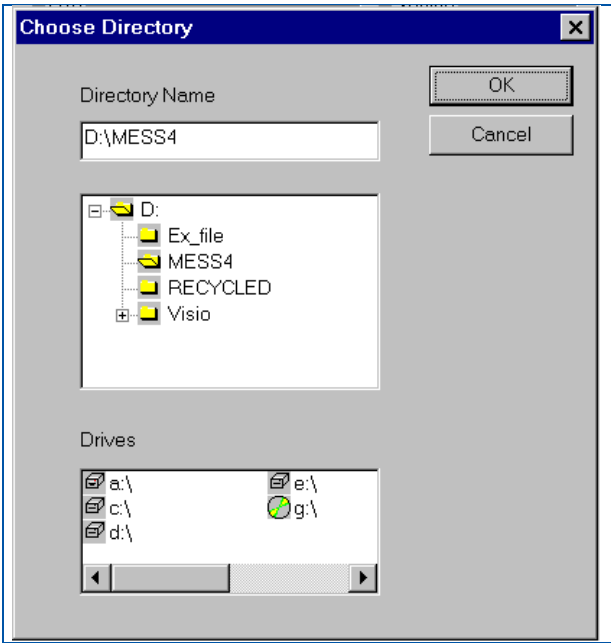 Choose Directory
Directory Name
OK
D:\MESS4
Cancel
D:
Ex_file
MESS4
RECYCLED
Visio
Drives
a:\ e:\
c:\ g:\
d:\